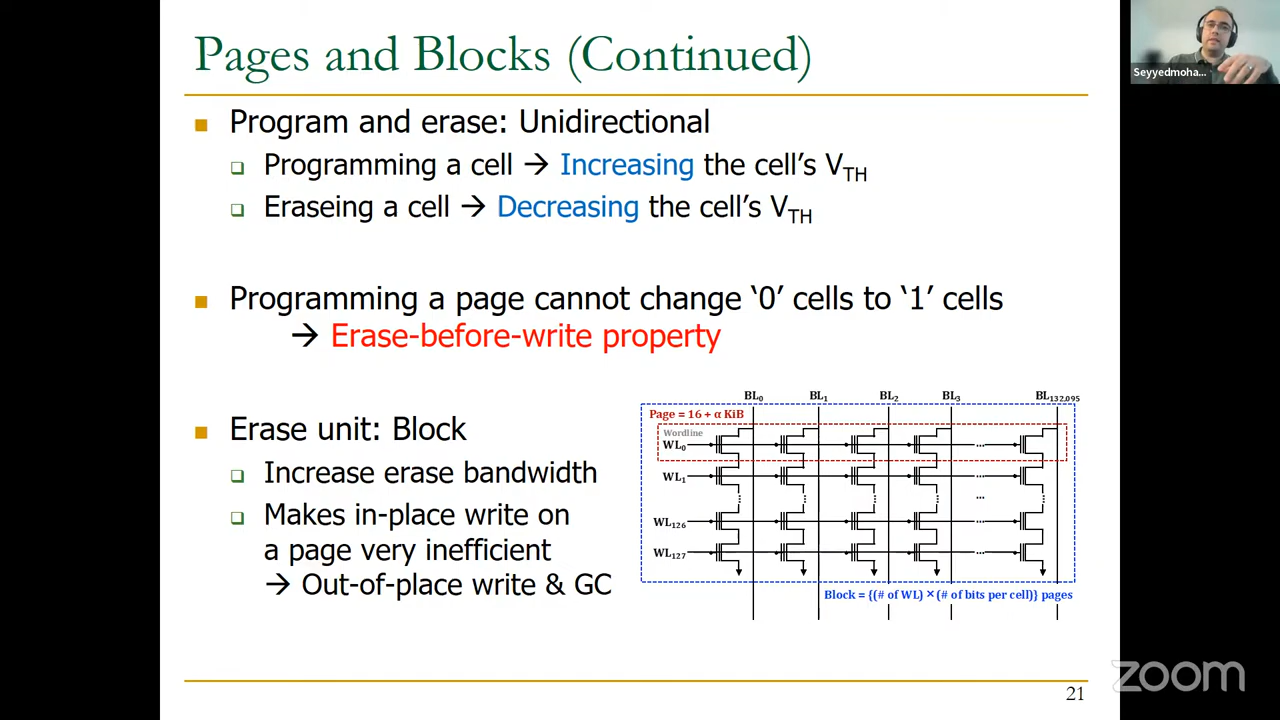 Pages and Blocks (Continued)
Seyyedmoha...
Program and erase: Unidirectional
Programming a cell → Increasing the cell's VTH
Eraseing a cell → Decreasing the cell's VTH
Programming a page cannot change '0' cells to '1' cells
→ Erase-before-write property
Erase unit: Block
Increase erase bandwidth
Makes in-place write on
a page very inefficient
→ Out-of-place write & GC
BL0 BL1 BL2 BL3 BL132,095
Page = 16 + α KiB
Wordline
WL0 ...
WL1
...
WL126 ...
WL127 ...
Block = {(# of WL) × (# of bits per cell)} pages
zoom
21